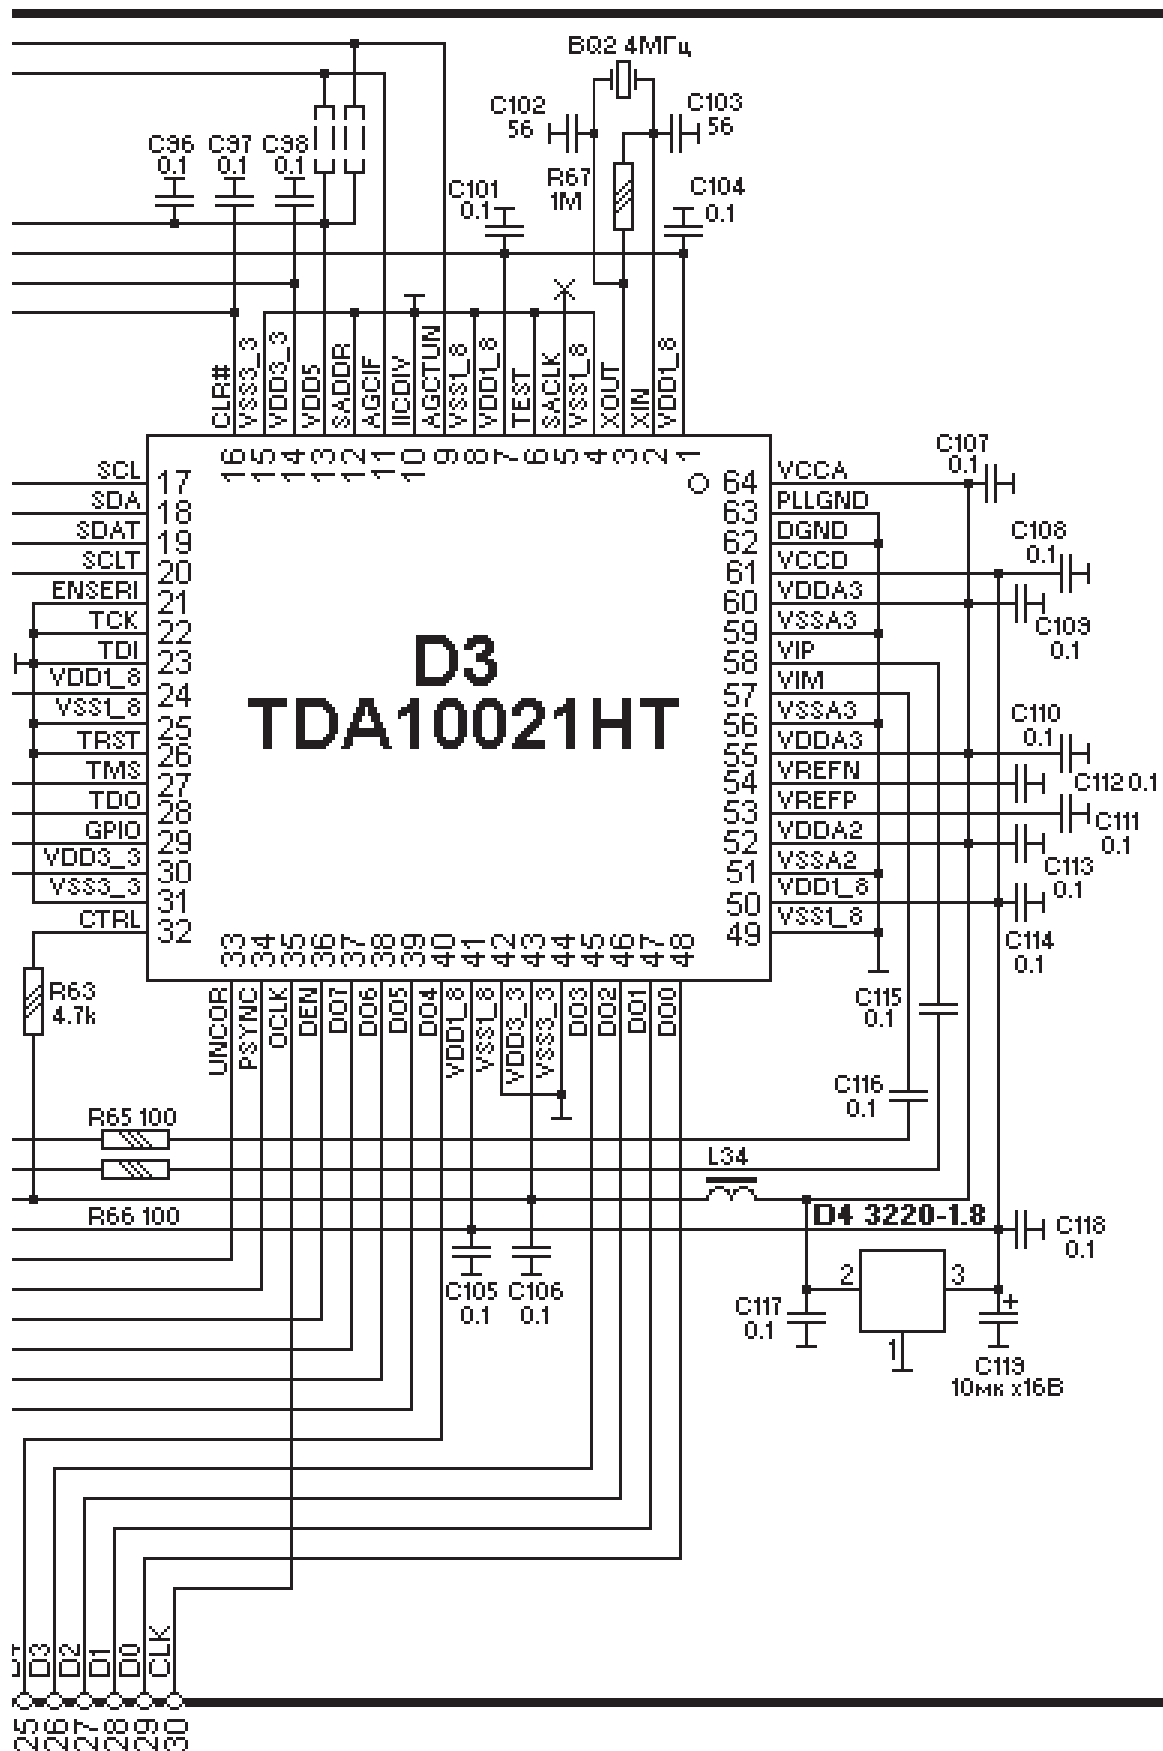 BQ2 4МГц
C102
56
C103
56
C96
0.1
C97
0.1
C98
0.1
R67
1M
C101
0.1
C104
0.1
CLR#
VSS3_3
VDD3_3
VDD5
SADDR
AGCIF
IICDIV
AGCTUN
VSS1_8
VDD1_8
TEST
SACLK
VSS1_8
XOUT
XIN
VDD1_8
16
15
14
13
12
11
10
9
8
7
6
5
4
3
2
1
SCL 17
SDA 18
SDAT 19
SCLT 20
ENSERI 21
TCK 22
TDI 23
VDD1_8 24
VSS1_8 25
TRST 26
TMS 27
TDO 28
GPIO 29
VDD3_3 30
VSS3_3 31
CTRL 32
D3
TDA10021HT
64 VCCA
63 PLLGND
62 DGND
61 VCCD
60 VDDA3
59 VSSA3
58 VIP
57 VIM
56 VSSA3
55 VDDA3
54 VREFN
53 VREFP
52 VDDA2
51 VSSA2
50 VDD1_8
49 VSS1_8
C107
0.1
C108
0.1
C109
0.1
C110
0.1
C112 0.1
C111
0.1
C113
0.1
C114
0.1
33
34
35
36
37
38
39
40
41
42
43
44
45
46
47
48
UNCOR
PSYNC
OCLK
DEN
DO7
DO6
DO5
DO4
VDD1_8
VSS1_8
VDD3_3
VSS3_3
DO3
DO2
DO1
DO0
R63
4.7k
C115
0.1
C116
0.1
R65 100
L34
R66 100
D4 3220-1.8
C118
0.1
C105
0.1
C106
0.1
C117
0.1
2
3
1
C119
10мк x16В
+
D3
D2
D1
D0
CLK
25
26
27
28
29
30